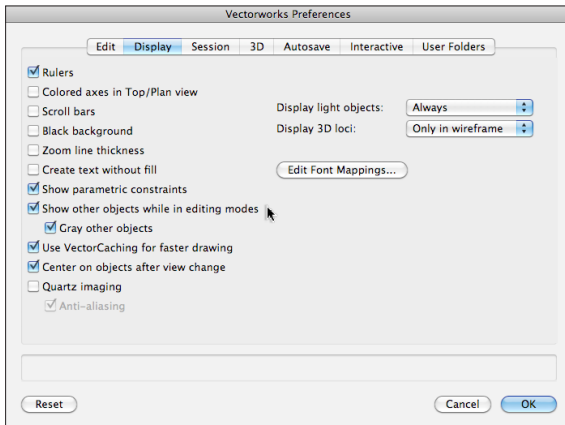 Vectorworks Preferences
Edit Display Session 3D Autosave Interactive User Folders
Rulers
Colored axes in Top/Plan view
Scroll bars
Black background
Zoom line thickness
Create text without fill
Show parametric constraints
Show other objects while in editing modes
Gray other objects
Use VectorCaching for faster drawing
Center on objects after view change
Quartz imaging
Anti-aliasing
Display light objects: Always
Display 3D loci: Only in wireframe
Edit Font Mappings...
Reset Cancel OK